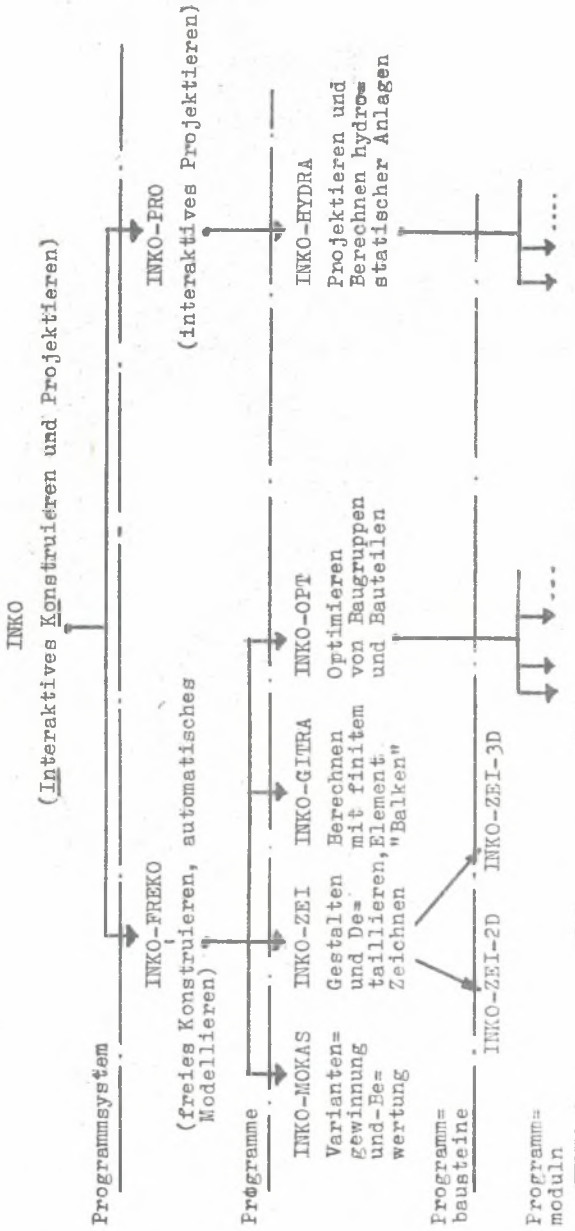 INKO
(Interaktives Konstruieren und Projektieren)
Programmsystem
INKO-FREKO
(freies Konstruieren, automatisches
Modellieren)
INKO-PRO
(interaktives Projektieren)
Programme
INKO-MOKAS
Varianten=
gewinnung
und-Be=
wertung
INKO-ZEI
Gestalten
und De=
taillieren,
Zeichnen
INKO-GITRA
Berechnen
mit finitem
Element
"Balken"
INKO-OPT
Optimieren
von Baugruppen
und Bauteilen
INKO-HYDRA
Projektieren und
Berechnen hydro=
statischer Anlagen
Programm=
bausteine
INKO-ZEI-2D
INKO-ZEI-3D
Programm=
moduln
...
....